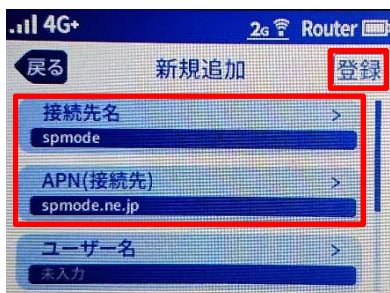 4G+ 2G Router
戻る 新規追加 登録
接続先名 >
spmode
APN(接続先) >
spmode.ne.jp
ユーザー名 >
未入力